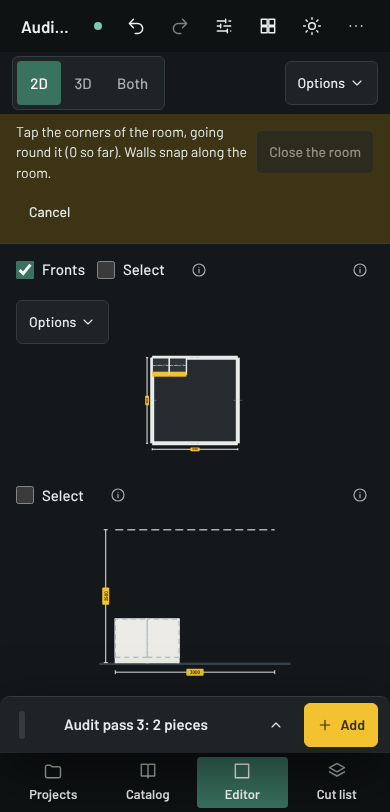 Audi...
2D
3D
Both
Options
Tap the corners of the room, going
round it (0 so far). Walls snap along the
room.
Close the room
Cancel
Fronts
Select
Options
Select
Audit pass 3: 2 pieces
+ Add
Projects
Catalog
Editor
Cut list